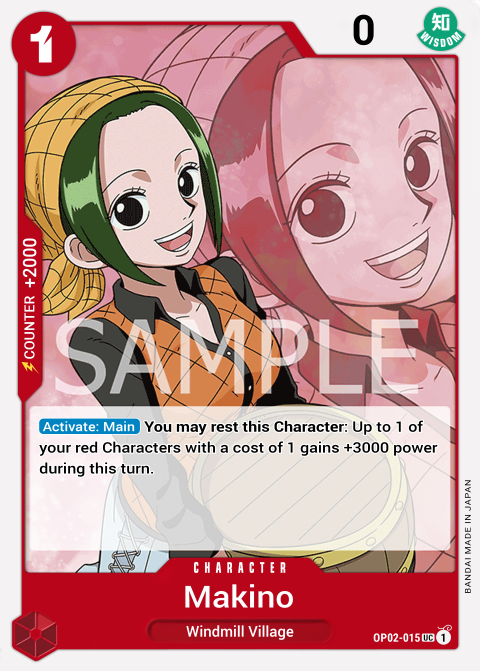 1
0
知
WISDOM
COUNTER +2000
SAMPLE
Activate: Main You may rest this Character: Up to 1 of
your red Characters with a cost of 1 gains +3000 power
during this turn.
BANDAI MADE IN JAPAN
CHARACTER
Makino
Windmill Village
OP02-015 UC 1